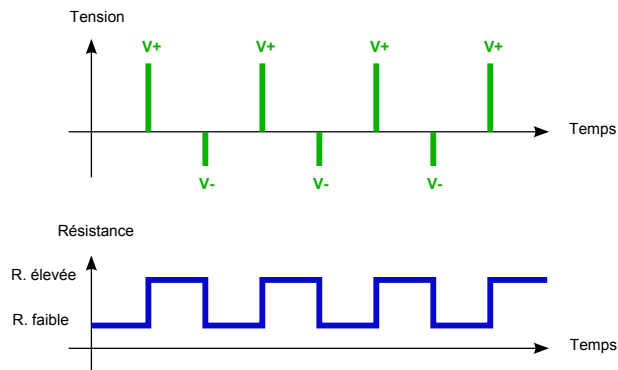 Tension
V+ V+ V+ V+
Temps
V- V- V-
Résistance
R. élevée
R. faible
Temps